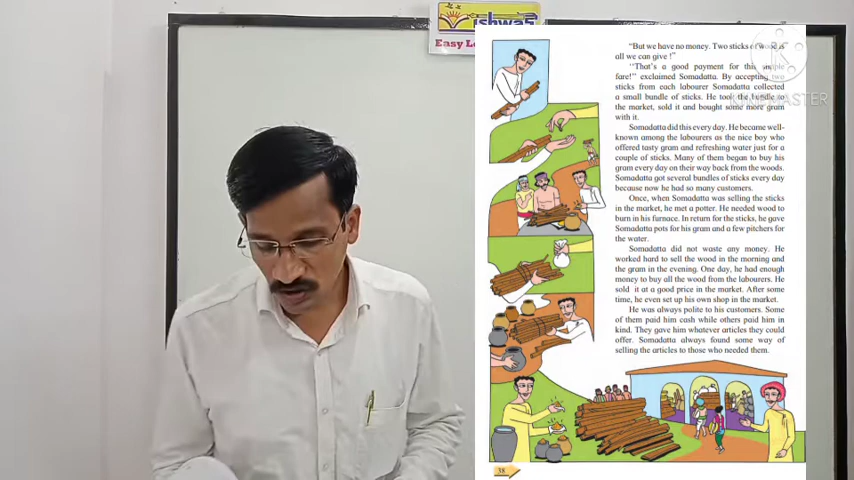 ishwas
Easy Le
"But we have no money. Two sticks of wood is
all we can give !"
"That's a good payment for this simple
fare!" exclaimed Somadatta. By accepting two
sticks from each labourer Somadatta collected
a small bundle of sticks. He took the bundle to
the market, sold it and bought some more gram
with it.
Somadatta did this every day. He became well-
known among the labourers as the nice boy who
offered tasty gram and refreshing water just for a
couple of sticks. Many of them began to buy his
gram every day on their way back from the woods.
Somadatta got several bundles of sticks every day
because now he had so many customers.
Once, when Somadatta was selling the sticks
in the market, he met a potter. He needed wood to
burn in his furnace. In return for the sticks, he gave
Somadatta pots for his gram and a few pitchers for
the water.
Somadatta did not waste any money. He
worked hard to sell the wood in the morning and
the gram in the evening. One day, he had enough
money to buy all the wood from the labourers. He
sold it at a good price in the market. After some
time, he even set up his own shop in the market.
He was always polite to his customers. Some
of them paid him cash while others paid him in
kind. They gave him whatever articles they could
offer. Somadatta always found some way of
selling the articles to those who needed them.
38
KINEMASTER